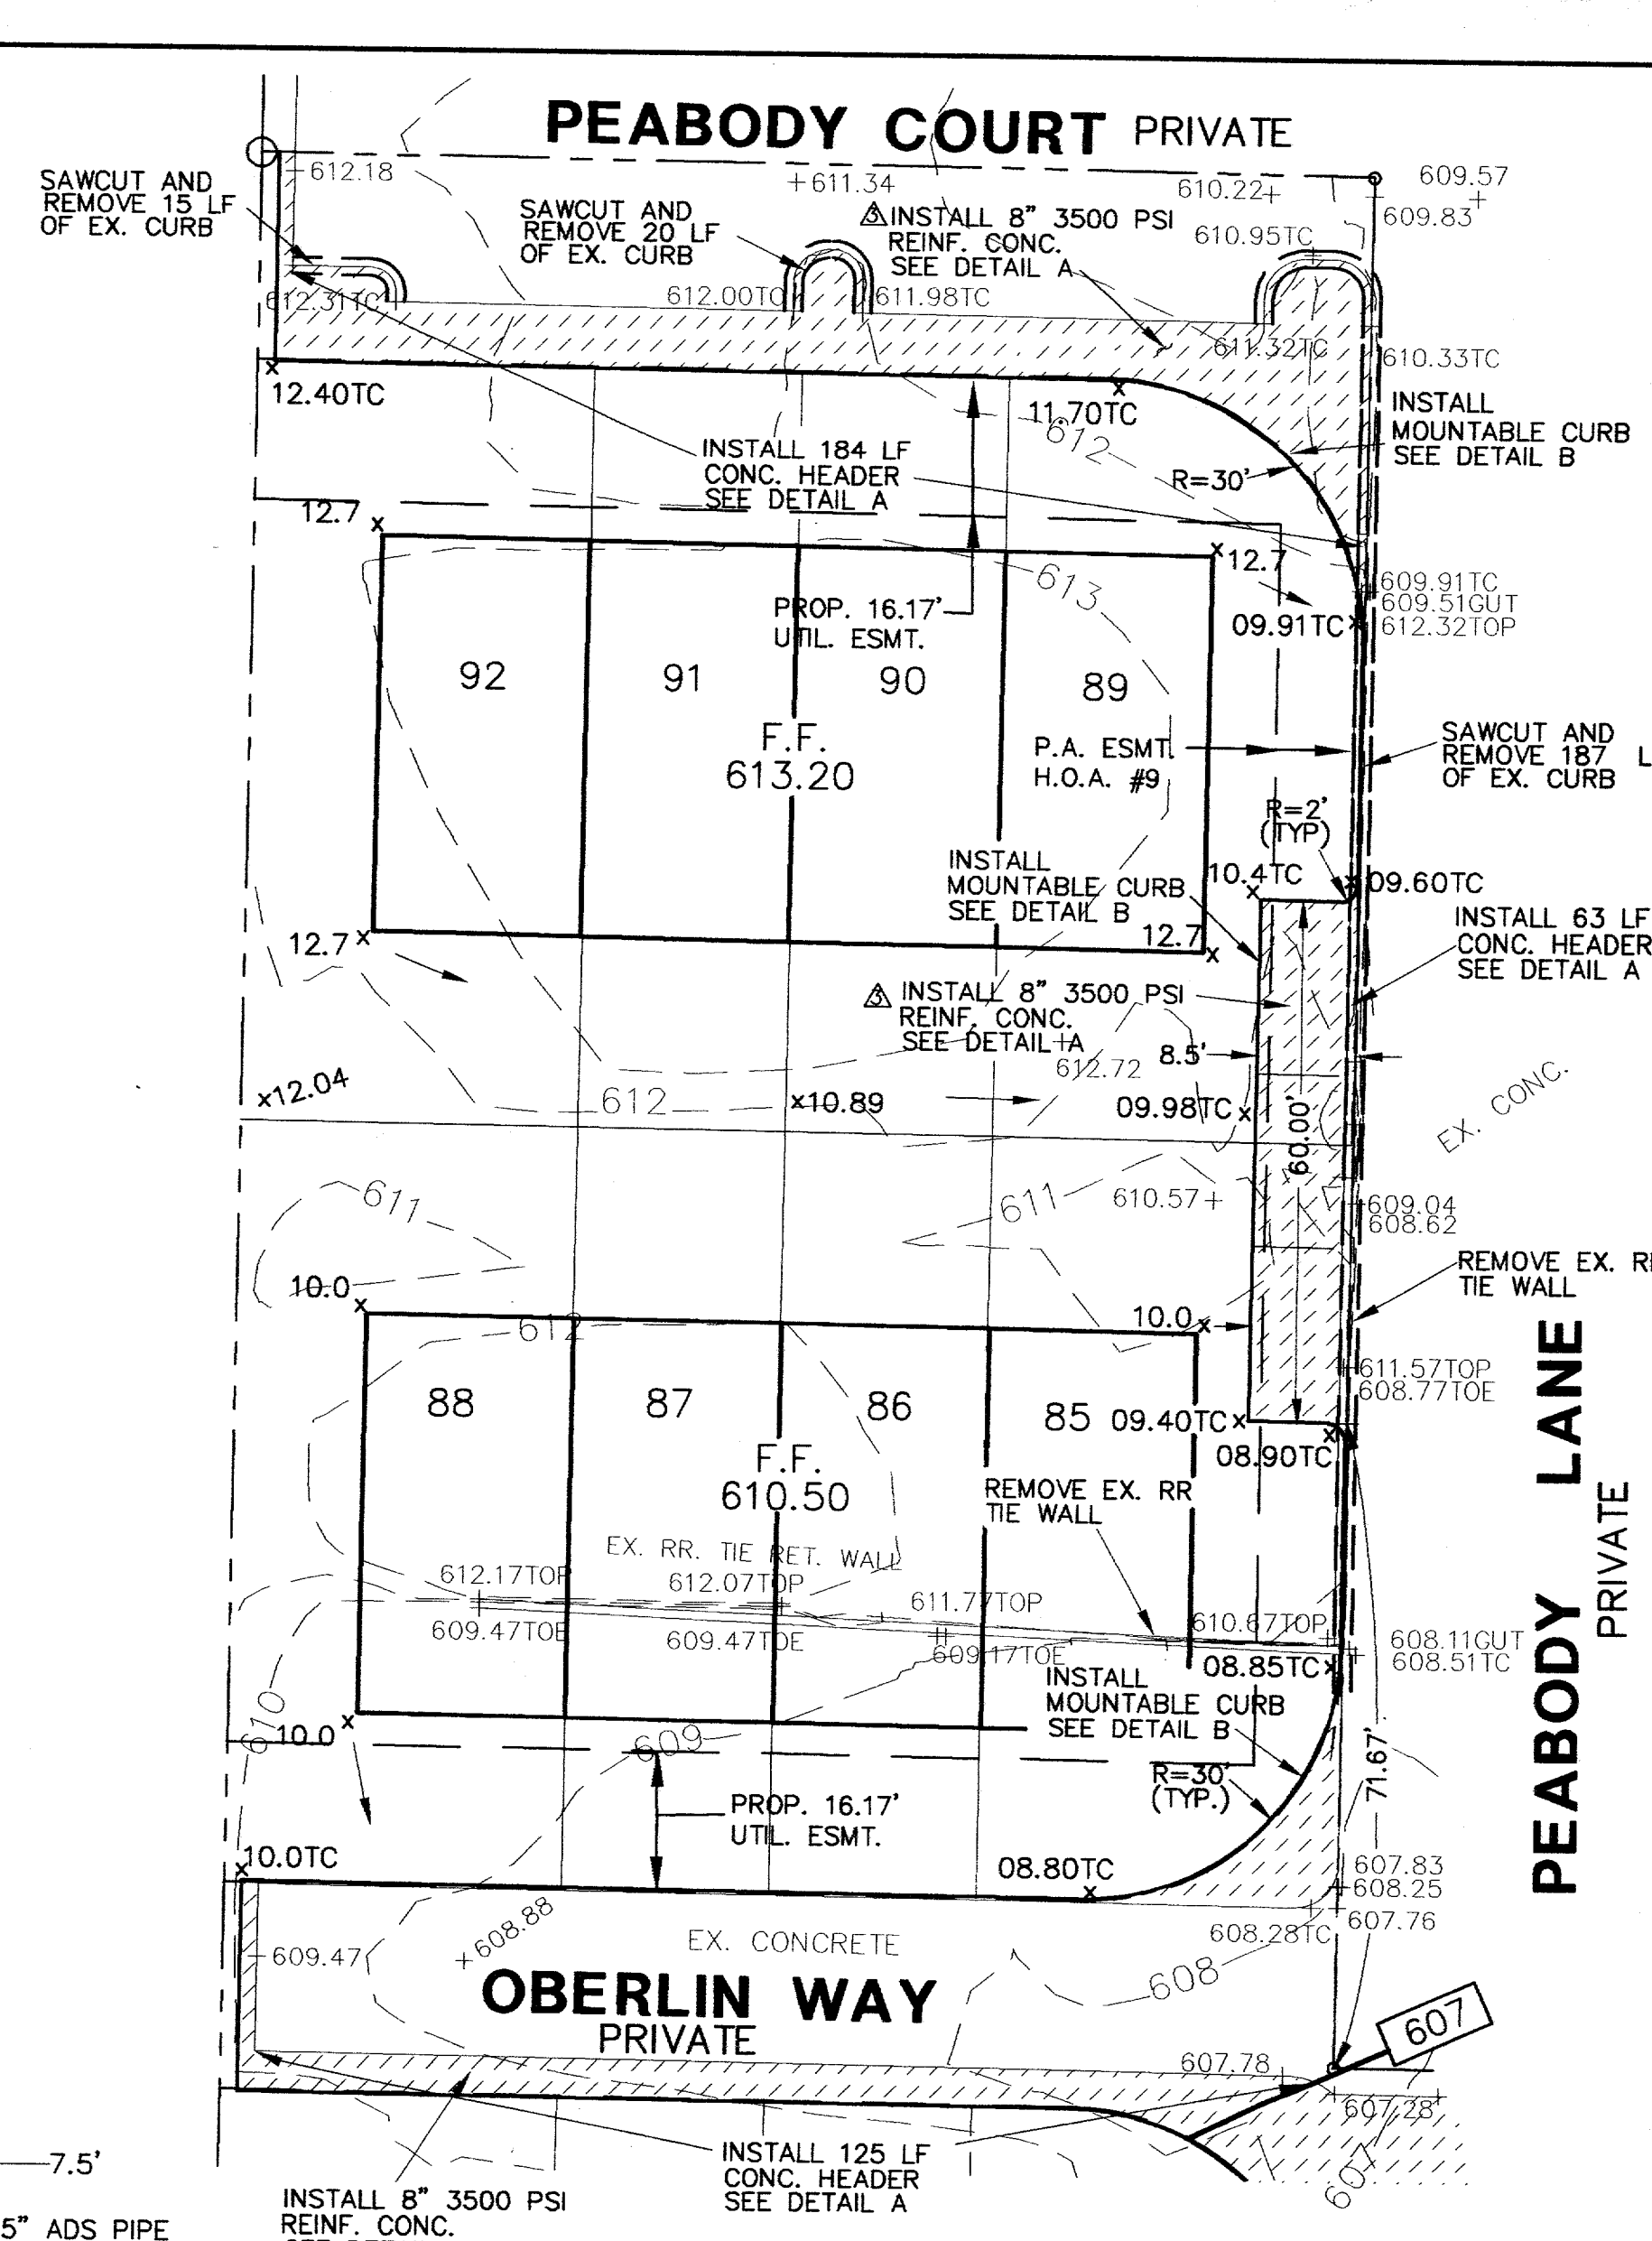 PEABODY COURT PRIVATE
612.18
611.34
610.22
609.57
609.83
SAWCUT AND
REMOVE 15 LF
OF EX. CURB
SAWCUT AND
REMOVE 20 LF
OF EX. CURB
3 INSTALL 8" 3500 PSI
REINF. CONC.
SEE DETAIL A
610.95TC
612.31TC
612.00TC
611.98TC
611.32TC
610.33TC
12.40TC
11.70TC
612
INSTALL
MOUNTABLE CURB
SEE DETAIL B
INSTALL 184 LF
CONC. HEADER
SEE DETAIL A
R=30'
12.7
12.7
613
PROP. 16.17'
UTIL. ESMT.
609.91TC
609.51GUT
612.32TOP
09.91TC
92
91
90
89
F.F.
613.20
P.A. ESMT.
H.O.A. #9
SAWCUT AND
REMOVE 187 L
OF EX. CURB
R=2'
(TYP)
INSTALL
MOUNTABLE CURB
SEE DETAIL B
10.4TC
09.60TC
INSTALL 63 LF
CONC. HEADER
SEE DETAIL A
12.7
12.7
3 INSTALL 8" 3500 PSI
REINF. CONC.
SEE DETAIL A
612.72
8.5'
12.04
612
10.89
09.98TC
60.00'
EX. CONC.
611
611
610.57
609.04
608.62
REMOVE EX. R
TIE WALL
10.0
10.0
612
611.57TOP
608.77TOE
88
87
86
85
09.40TC
08.90TC
F.F.
610.50
REMOVE EX. RR
TIE WALL
EX. RR. TIE RET. WALL
612.17TOP
612.07TOP
611.77TOP
610.67TOP
609.47TOE
609.47TOE
609.17TOE
608.11GUT
608.51TC
08.85TC
INSTALL
MOUNTABLE CURB
SEE DETAIL B
PEABODY LANE
PRIVATE
610
10.0
609
R=30'
(TYP.)
71.67'
PROP. 16.17'
UTIL. ESMT.
10.0TC
08.80TC
607.83
608.25
607.76
608.28TC
609.47
608.88
EX. CONCRETE
608
OBERLIN WAY
PRIVATE
607
607.78
607.28
607
7.5'
INSTALL 125 LF
CONC. HEADER
SEE DETAIL A
INSTALL 8" 3500 PSI
REINF. CONC.
5" ADS PIPE